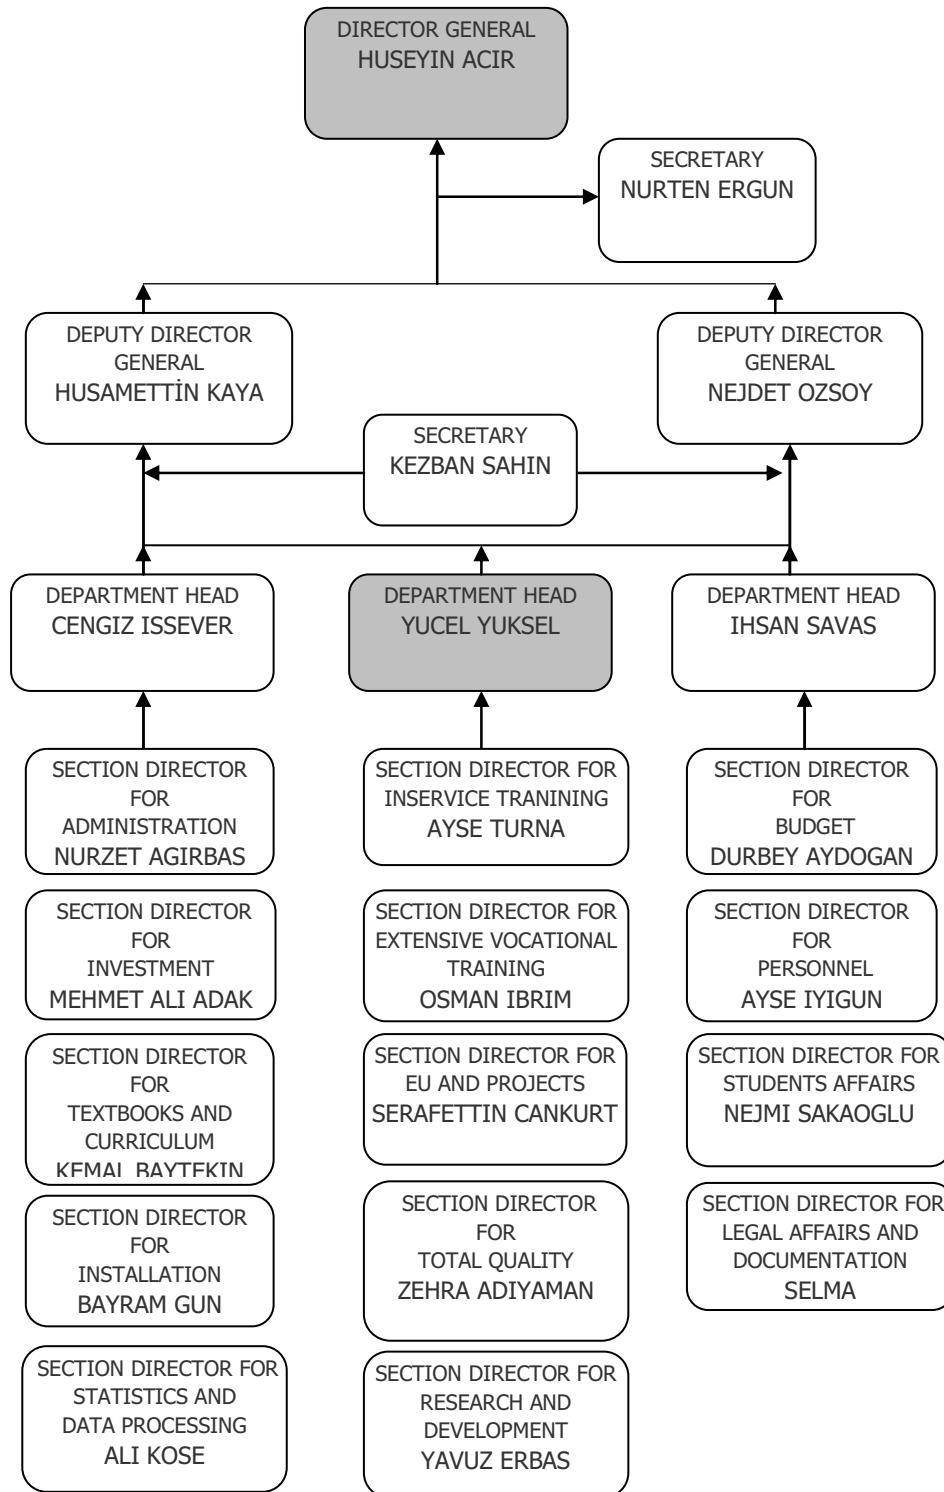 DIRECTOR GENERAL
HUSEYIN ACIR
SECRETARY
NURTEN ERGUN
DEPUTY DIRECTOR
GENERAL
HUSAMETTİN KAYA
DEPUTY DIRECTOR
GENERAL
NEJDET OZSOY
SECRETARY
KEZBAN SAHIN
DEPARTMENT HEAD
CENGIZ ISSEVER
DEPARTMENT HEAD
YUCEL YUKSEL
DEPARTMENT HEAD
IHSAN SAVAS
SECTION DIRECTOR
FOR
ADMINISTRATION
NURZET AGIRBAS
SECTION DIRECTOR FOR
INSERVICE TRANINING
AYSE TURNA
SECTION DIRECTOR
FOR
BUDGET
DURBEY AYDOGAN
SECTION DIRECTOR
FOR
INVESTMENT
MEHMET ALI ADAK
SECTION DIRECTOR FOR
EXTENSIVE VOCATIONAL
TRAINING
OSMAN IBRIM
SECTION DIRECTOR
FOR
PERSONNEL
AYSE IYIGUN
SECTION DIRECTOR
FOR
TEXTBOOKS AND
CURRICULUM
KEMAL BAYTEKIN
SECTION DIRECTOR FOR
EU AND PROJECTS
SERAFETTIN CANKURT
SECTION DIRECTOR FOR
STUDENTS AFFAIRS
NEJMI SAKAOGLU
SECTION DIRECTOR
FOR
INSTALLATION
BAYRAM GUN
SECTION DIRECTOR
FOR
TOTAL QUALITY
ZEHRA ADIYAMAN
SECTION DIRECTOR FOR
LEGAL AFFAIRS AND
DOCUMENTATION
SELMA
SECTION DIRECTOR FOR
STATISTICS AND
DATA PROCESSING
ALI KOSE
SECTION DIRECTOR FOR
RESEARCH AND
DEVELOPMENT
YAVUZ ERBAS